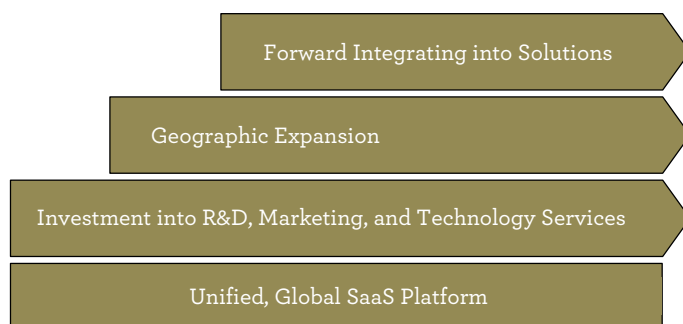 Forward Integrating into Solutions
Geographic Expansion
Investment into R&D, Marketing, and Technology Services
Unified, Global SaaS Platform